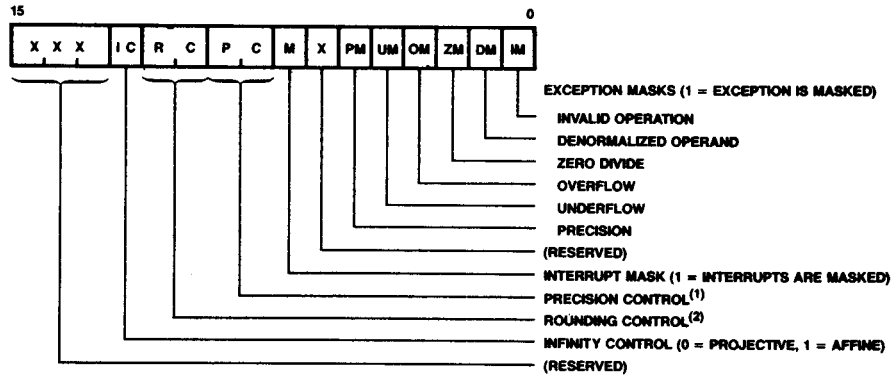 15 0
X X X I C R C P C M X PM UM OM ZM DM IM
EXCEPTION MASKS (1 = EXCEPTION IS MASKED)
INVALID OPERATION
DENORMALIZED OPERAND
ZERO DIVIDE
OVERFLOW
UNDERFLOW
PRECISION
(RESERVED)
INTERRUPT MASK (1 = INTERRUPTS ARE MASKED)
PRECISION CONTROL(1)
ROUNDING CONTROL(2)
INFINITY CONTROL (0 = PROJECTIVE, 1 = AFFINE)
(RESERVED)